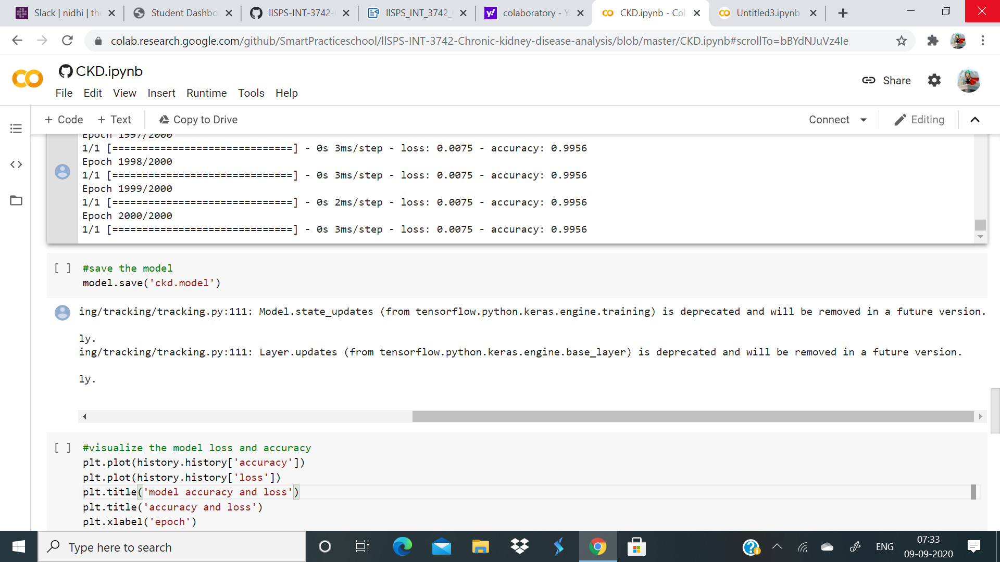 Slack | nidhi | the
Student Dashbo
llSPS-INT-3742-
llSPS_INT_3742_
colaboratory - Y
CKD.ipynb - Col
Untitled3.ipynb
colab.research.google.com/github/SmartPracticeschool/llSPS-INT-3742-Chronic-kidney-disease-analysis/blob/master/CKD.ipynb#scrollTo=bBYdNJuVz4Ie
CKD.ipynb
File Edit View Insert Runtime Tools Help
Share
+ Code + Text Copy to Drive
Connect Editing
Epoch 1997/2000
1/1 [==============================] - 0s 3ms/step - loss: 0.0075 - accuracy: 0.9956
Epoch 1998/2000
1/1 [==============================] - 0s 3ms/step - loss: 0.0075 - accuracy: 0.9956
Epoch 1999/2000
1/1 [==============================] - 0s 2ms/step - loss: 0.0075 - accuracy: 0.9956
Epoch 2000/2000
1/1 [==============================] - 0s 3ms/step - loss: 0.0075 - accuracy: 0.9956
[ ] #save the model
model.save('ckd.model')
ing/tracking/tracking.py:111: Model.state_updates (from tensorflow.python.keras.engine.training) is deprecated and will be removed in a future version.
ly.
ing/tracking/tracking.py:111: Layer.updates (from tensorflow.python.keras.engine.base_layer) is deprecated and will be removed in a future version.
ly.
[ ] #visualize the model loss and accuracy
plt.plot(history.history['accuracy'])
plt.plot(history.history['loss'])
plt.title('model accuracy and loss')
plt.title('accuracy and loss')
plt.xlabel('epoch')
Type here to search
ENG
07:33
09-09-2020